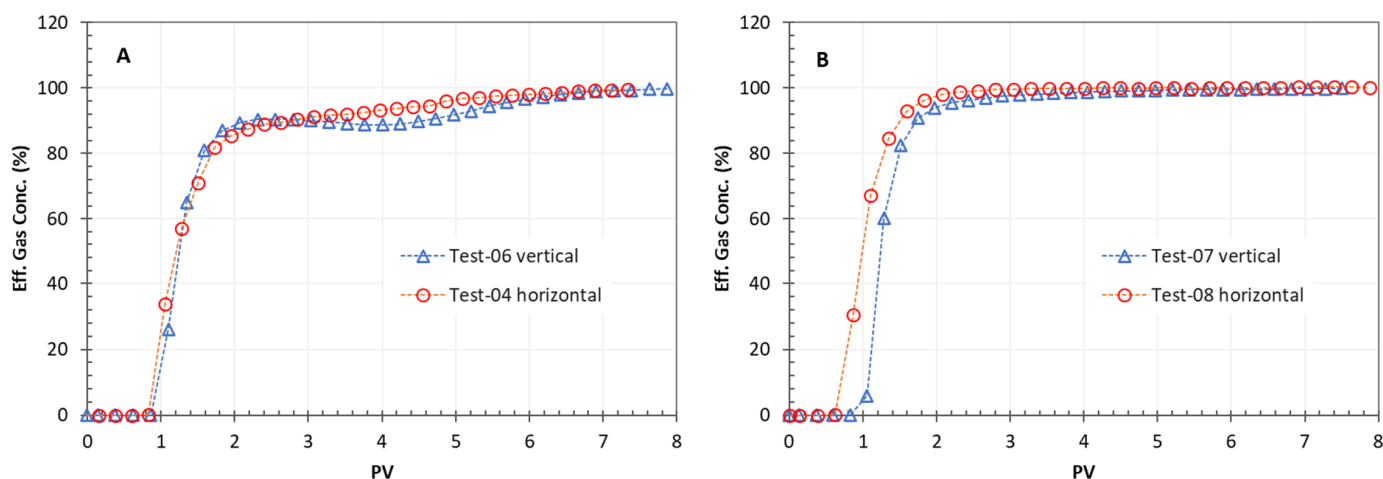 A
Eff. Gas Conc. (%)
120
100
80
60
40
20
0
Test-06 vertical
Test-04 horizontal
0 1 2 3 4 5 6 7 8
PV
B
Eff. Gas Conc. (%)
120
100
80
60
40
20
0
Test-07 vertical
Test-08 horizontal
0 1 2 3 4 5 6 7 8
PV